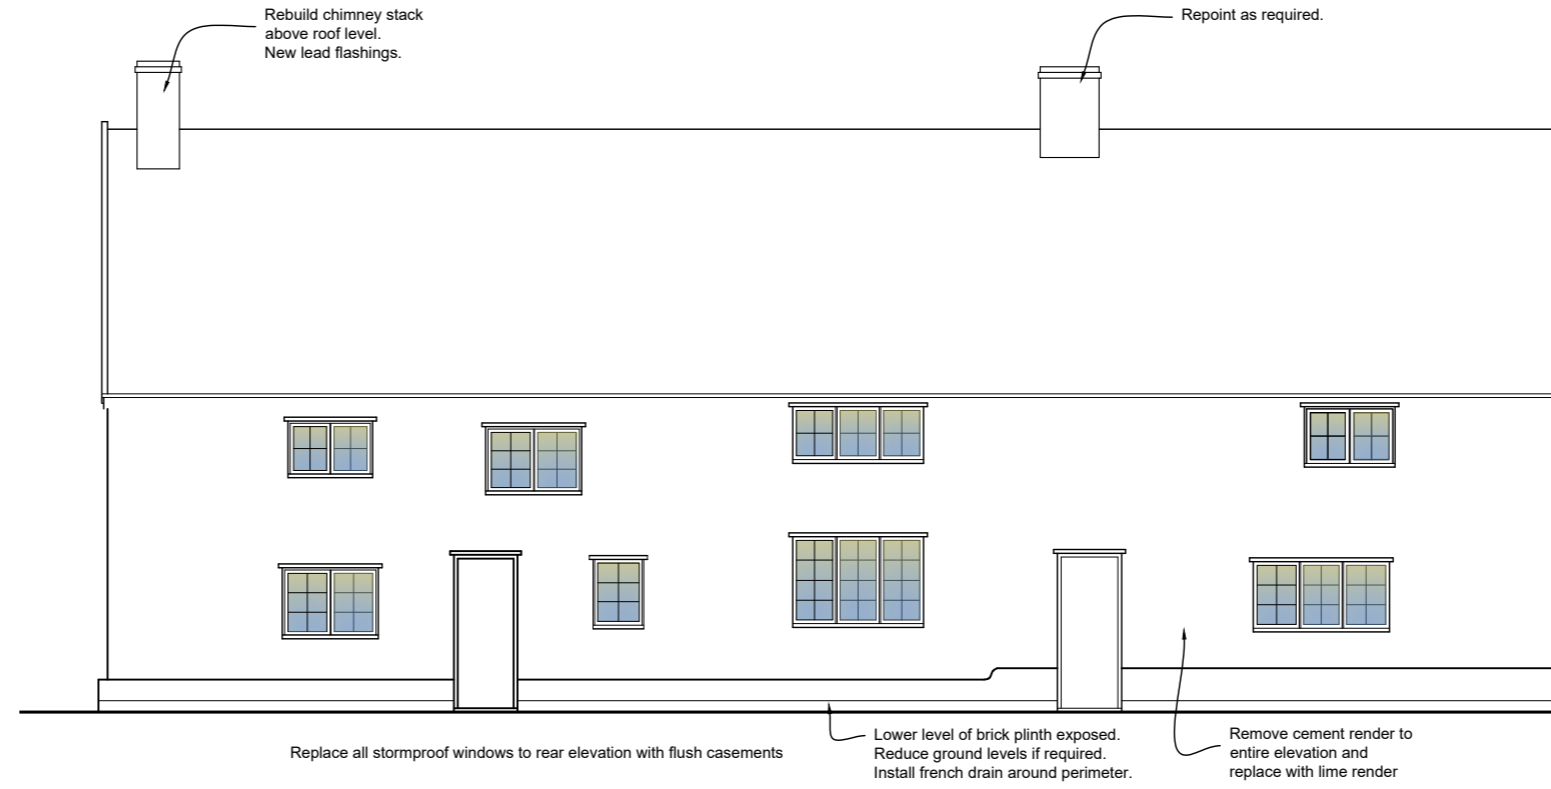 Rebuild chimney stack
above roof level.
New lead flashings.
Repoint as required.
Replace all stormproof windows to rear elevation with flush casements
Lower level of brick plinth exposed.
Reduce ground levels if required.
Install french drain around perimeter.
Remove cement render to
entire elevation and
replace with lime render